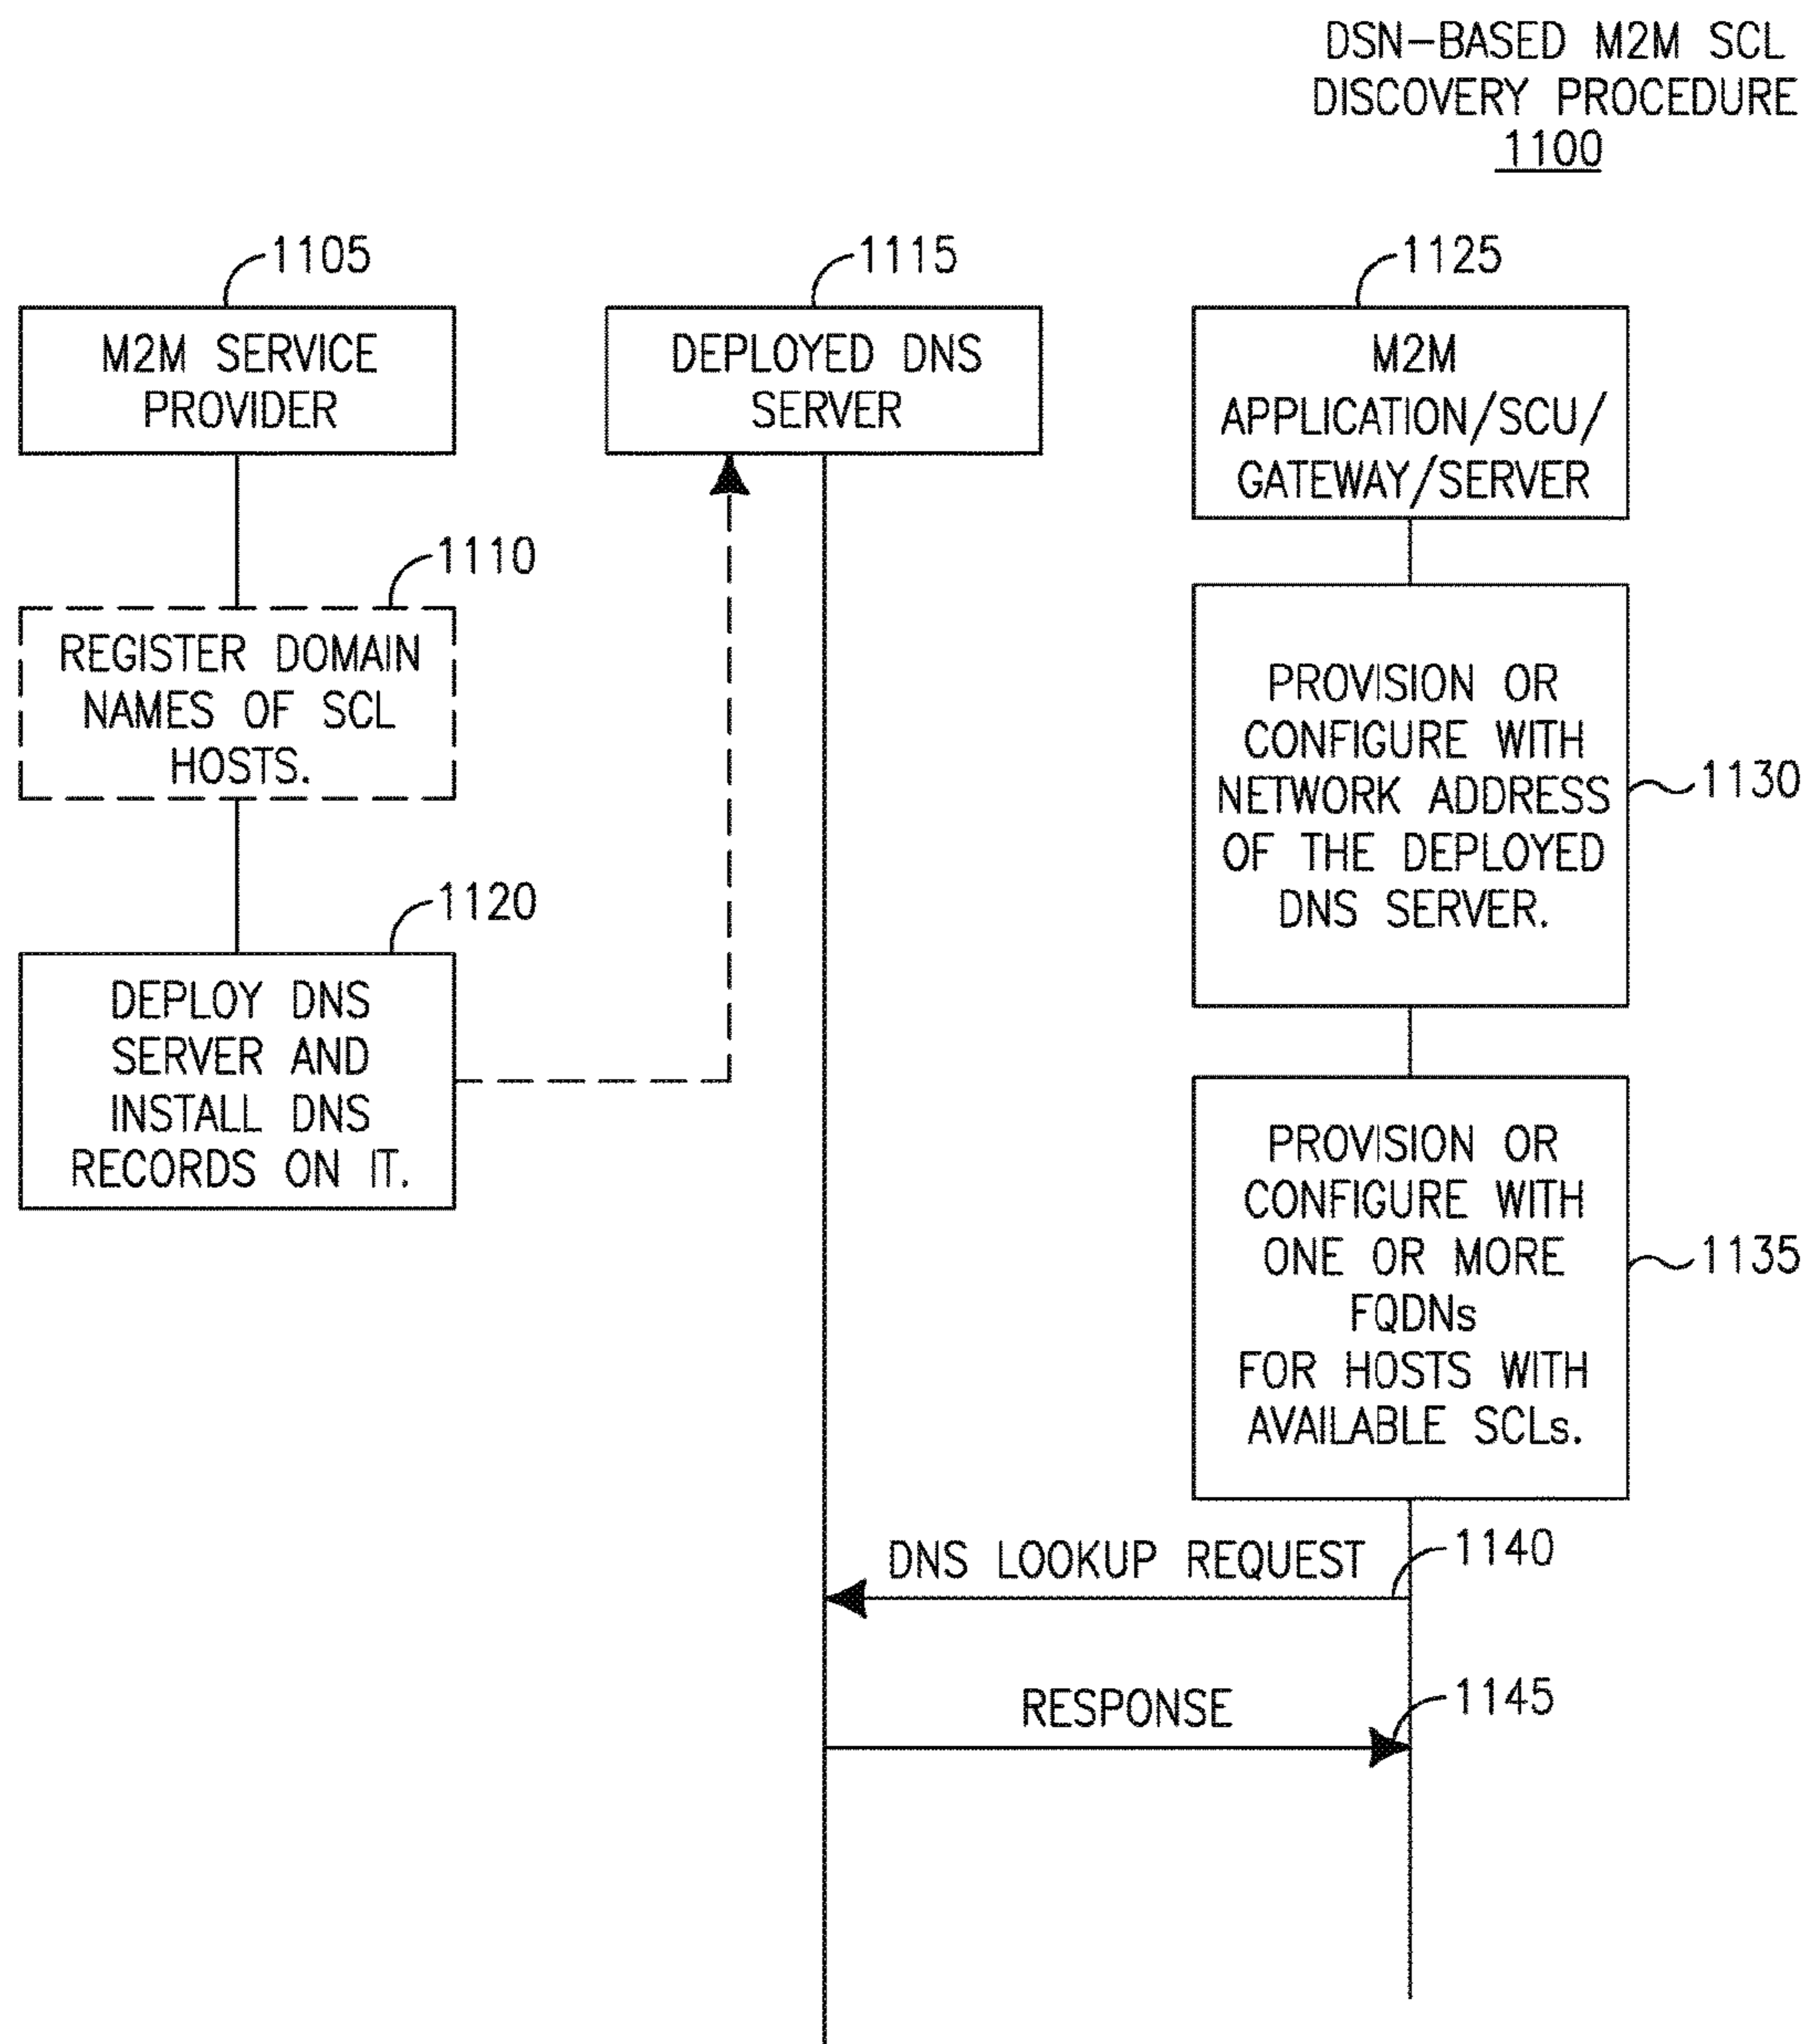 DSN-BASED M2M SCL
DISCOVERY PROCEDURE
1100
1105
1115
1125
M2M SERVICE
PROVIDER
DEPLOYED DNS
SERVER
M2M
APPLICATION/SCU/
GATEWAY/SERVER
1110
REGISTER DOMAIN
NAMES OF SCL
HOSTS.
1120
DEPLOY DNS
SERVER AND
INSTALL DNS
RECORDS ON IT.
PROVISION OR
CONFIGURE WITH
NETWORK ADDRESS
OF THE DEPLOYED
DNS SERVER.
1130
PROVISION OR
CONFIGURE WITH
ONE OR MORE
FQDNs
FOR HOSTS WITH
AVAILABLE SCLs.
1135
DNS LOOKUP REQUEST
1140
RESPONSE
1145